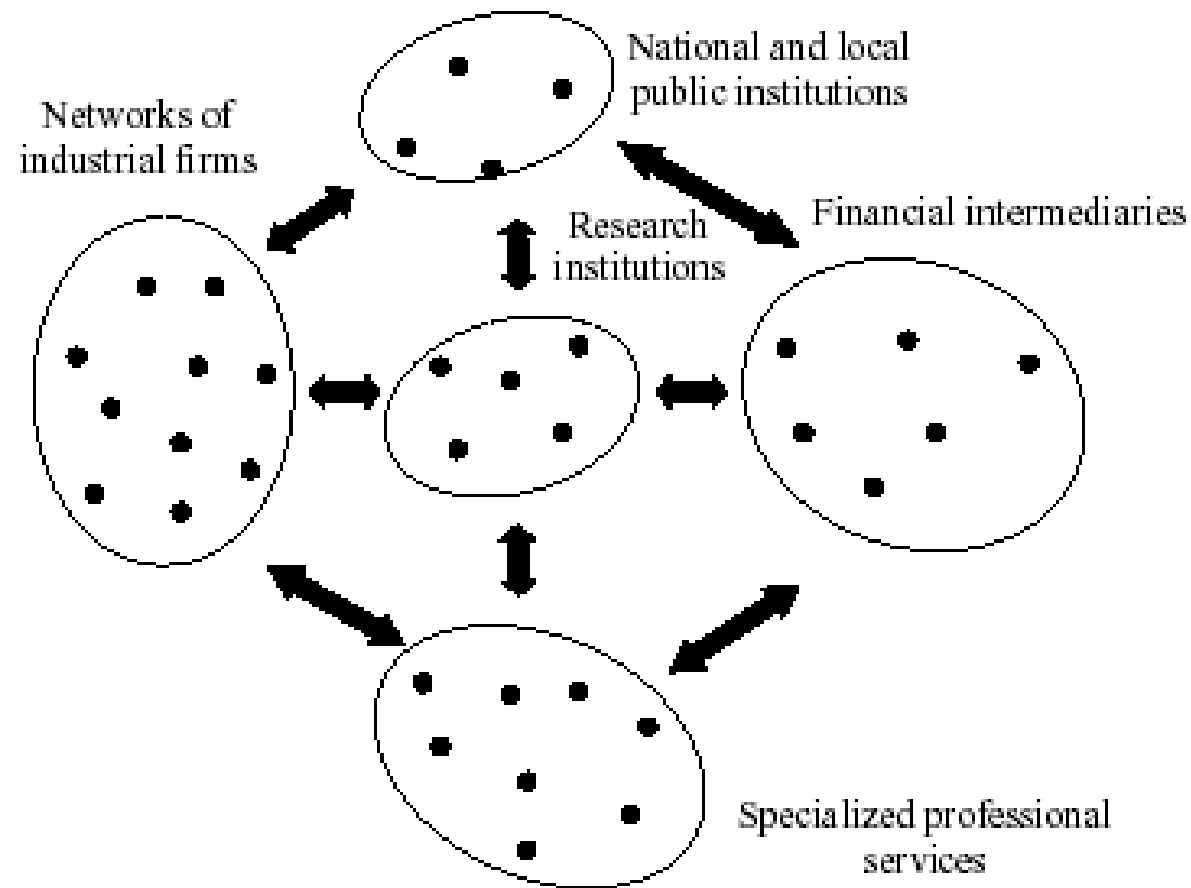 National and local
public institutions
Networks of
industrial firms
Financial intermediaries
Research
institutions
Specialized professional
services